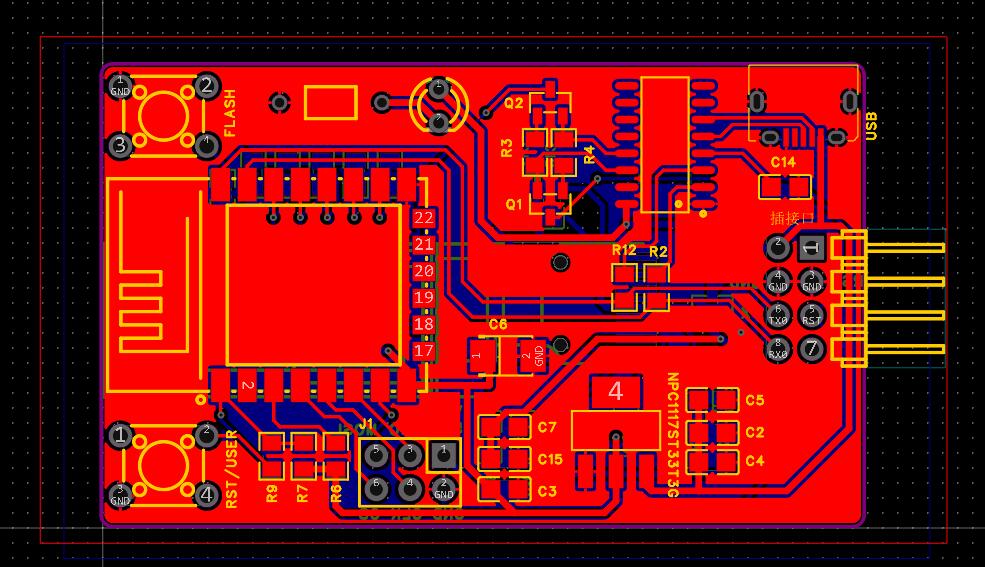 1
GND
2
3
4
FLASH
1
2
Q2
R3
R4
Q1
USB
C14
插接口
22
21
20
19
18
17
R12
R2
2
1
4
GND
3
GND
6
TX0
5
RST
8
RX0
7
C6
1
2
GND
2
4
NPC1117ST33T3G
C5
C2
C4
C7
C15
C3
J1
5
3
1
6
4
2
GND
1
2
3
GND
4
RST/USER
R9
R7
R6